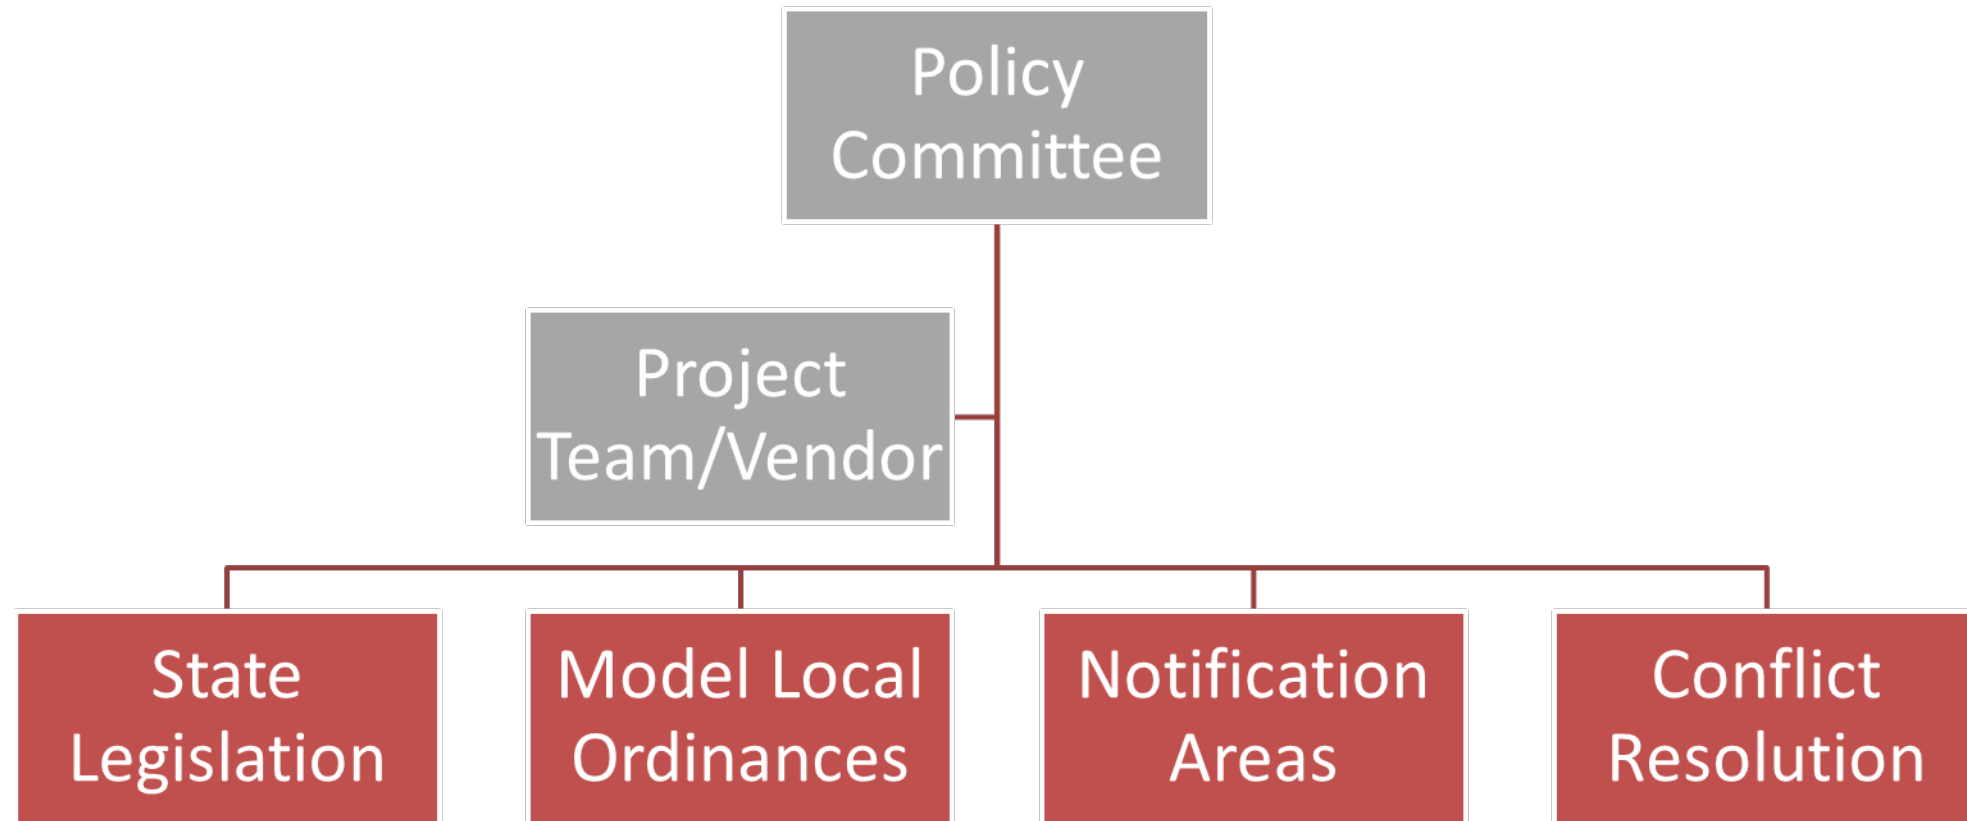 Policy
Committee
Project
Team/Vendor
State
Legislation
Model Local
Ordinances
Notification
Areas
Conflict
Resolution